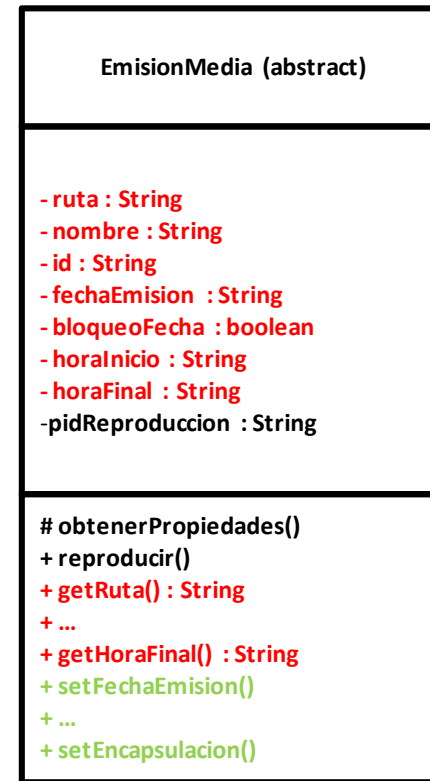 EmisionMedia (abstract)
- ruta : String
- nombre : String
- id : String
- fechaEmision : String
- bloqueoFecha : boolean
- horaInicio : String
- horaFinal : String
-pidReproduccion : String
# obtenerPropiedades()
+ reproducir()
+ getRuta() : String
+ ...
+ getHoraFinal() : String
+ setFechaEmision()
+ ...
+ setEncapsulacion()